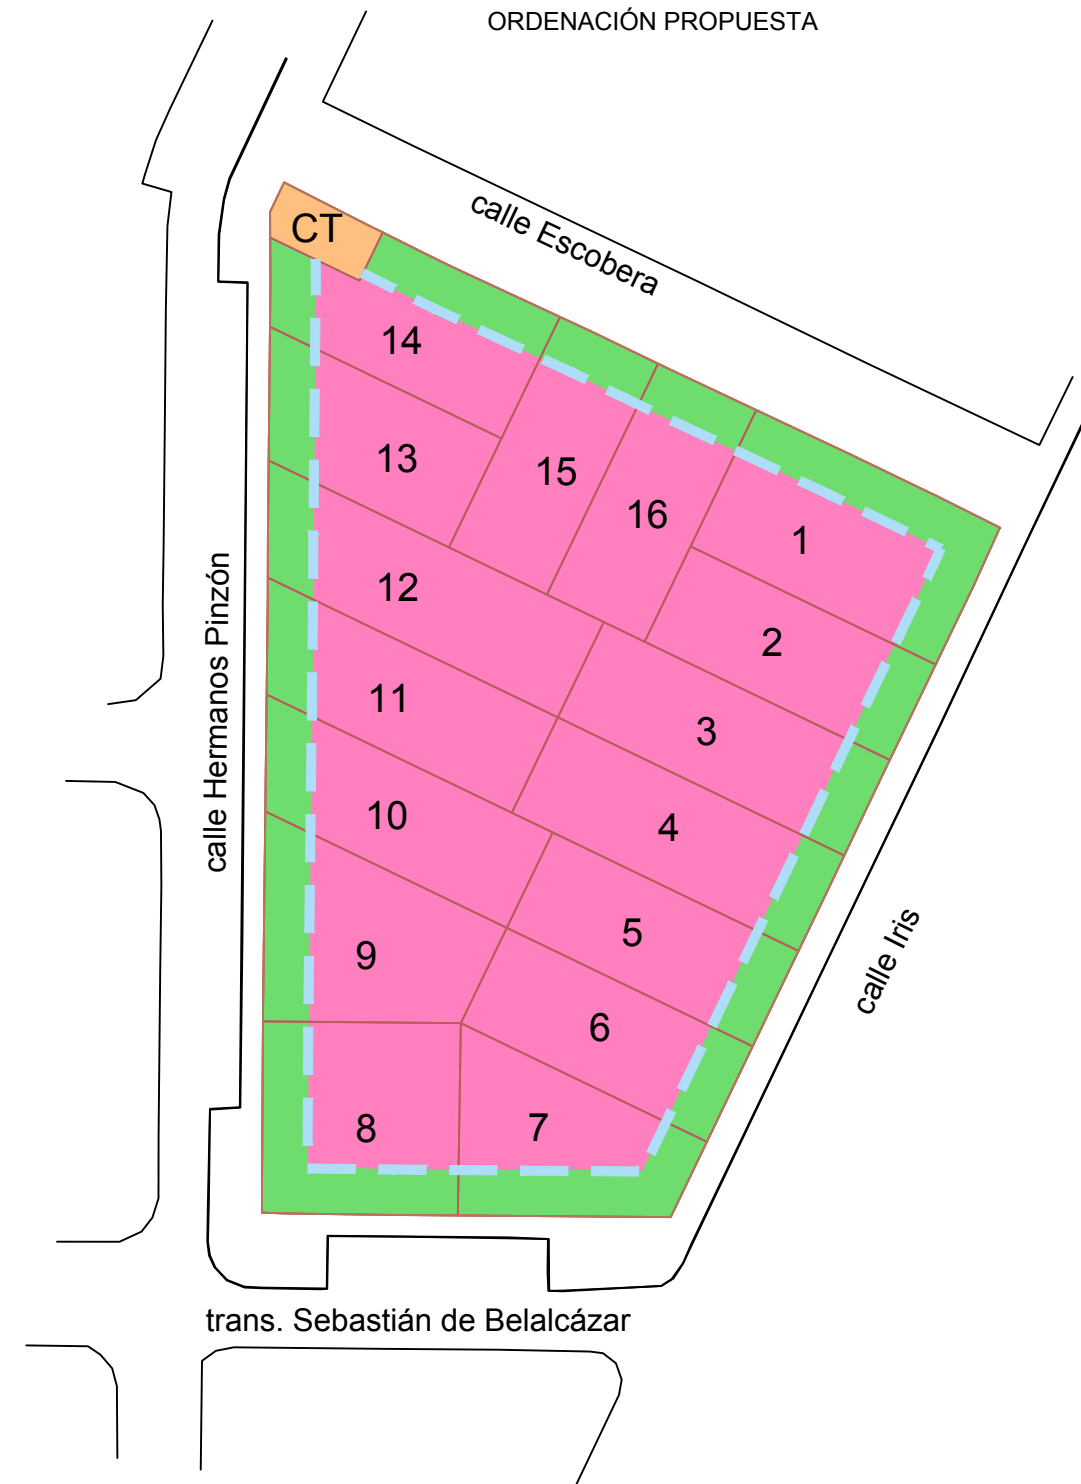 ORDENACIÓN PROPUESTA
calle Escobera
CT
14
13
15
16
1
12
2
11
3
10
4
9
5
6
8
7
calle Hermanos Pinzón
calle Iris
trans. Sebastián de Belalcázar